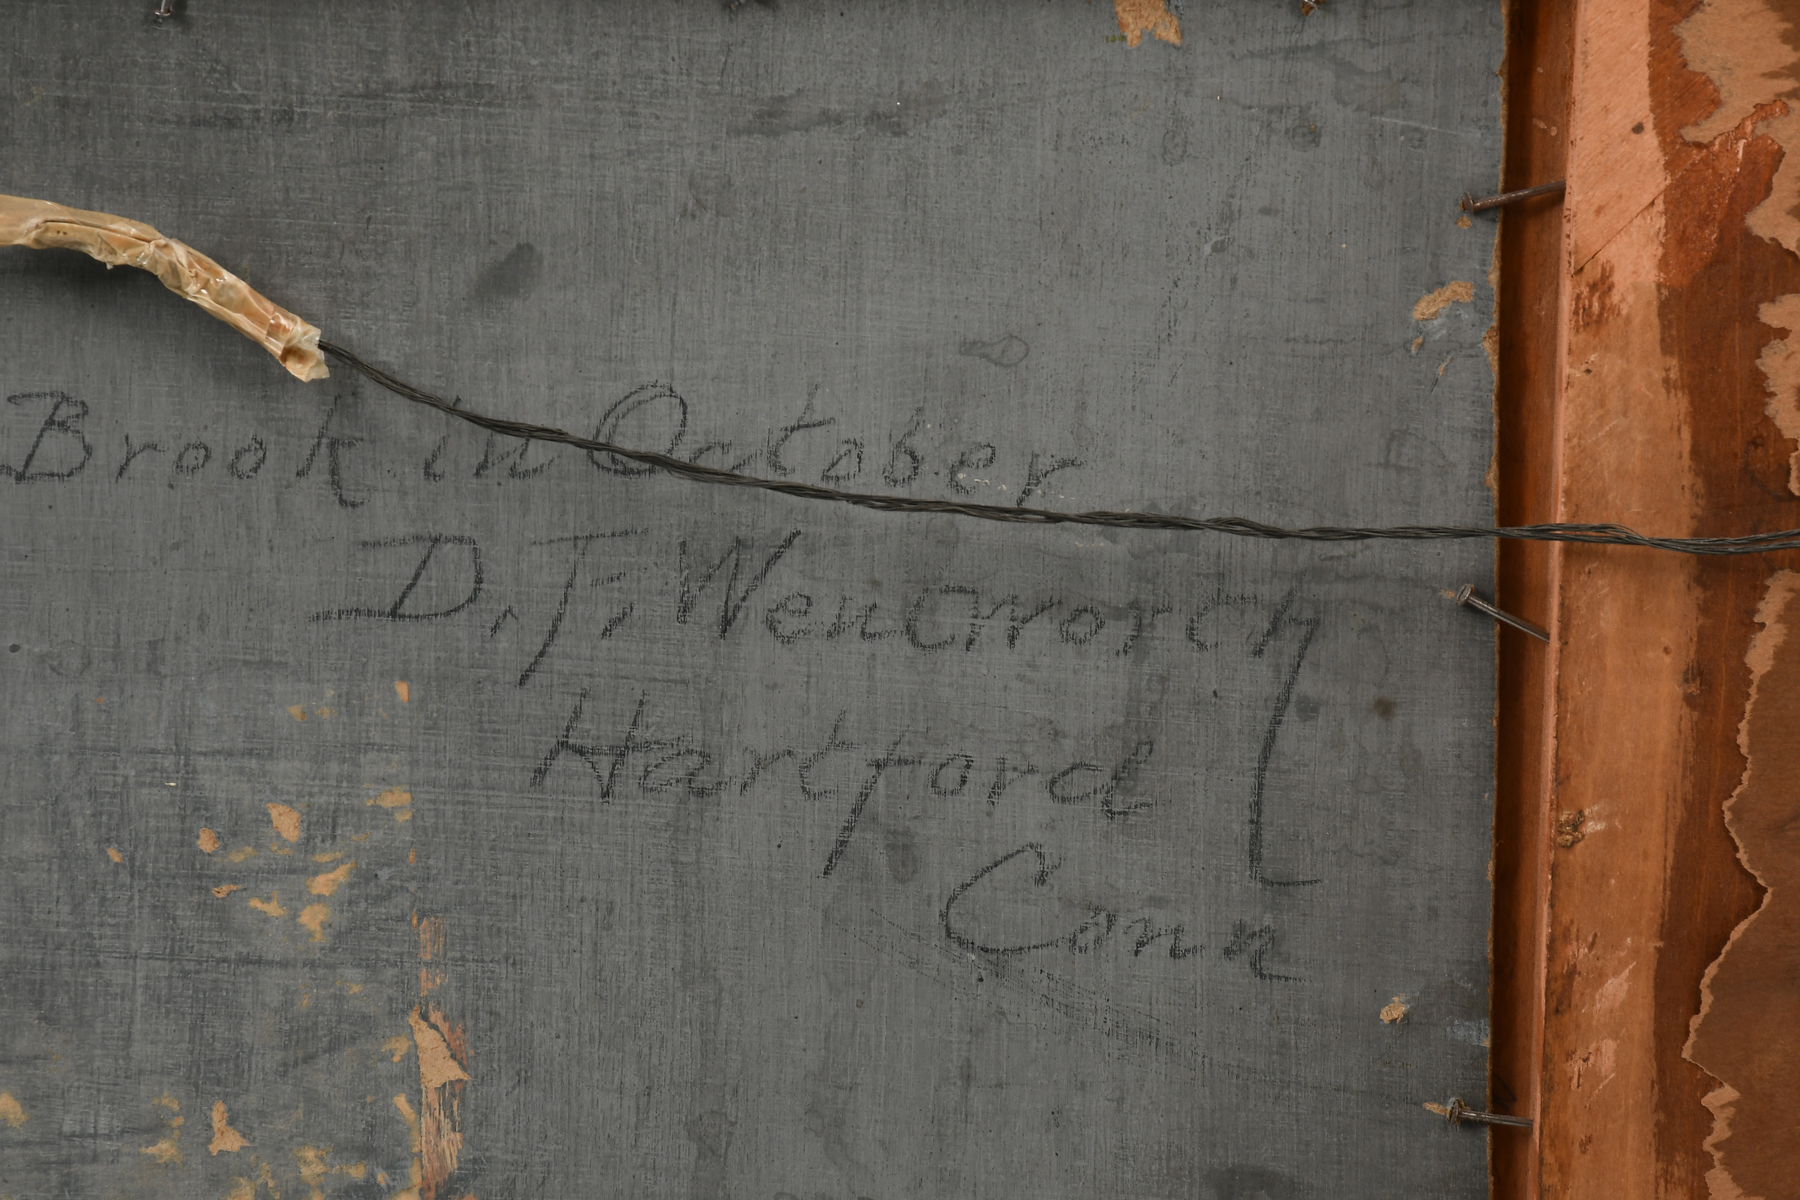 Brook in October
D. F. Wentworth
Hartford
Conn